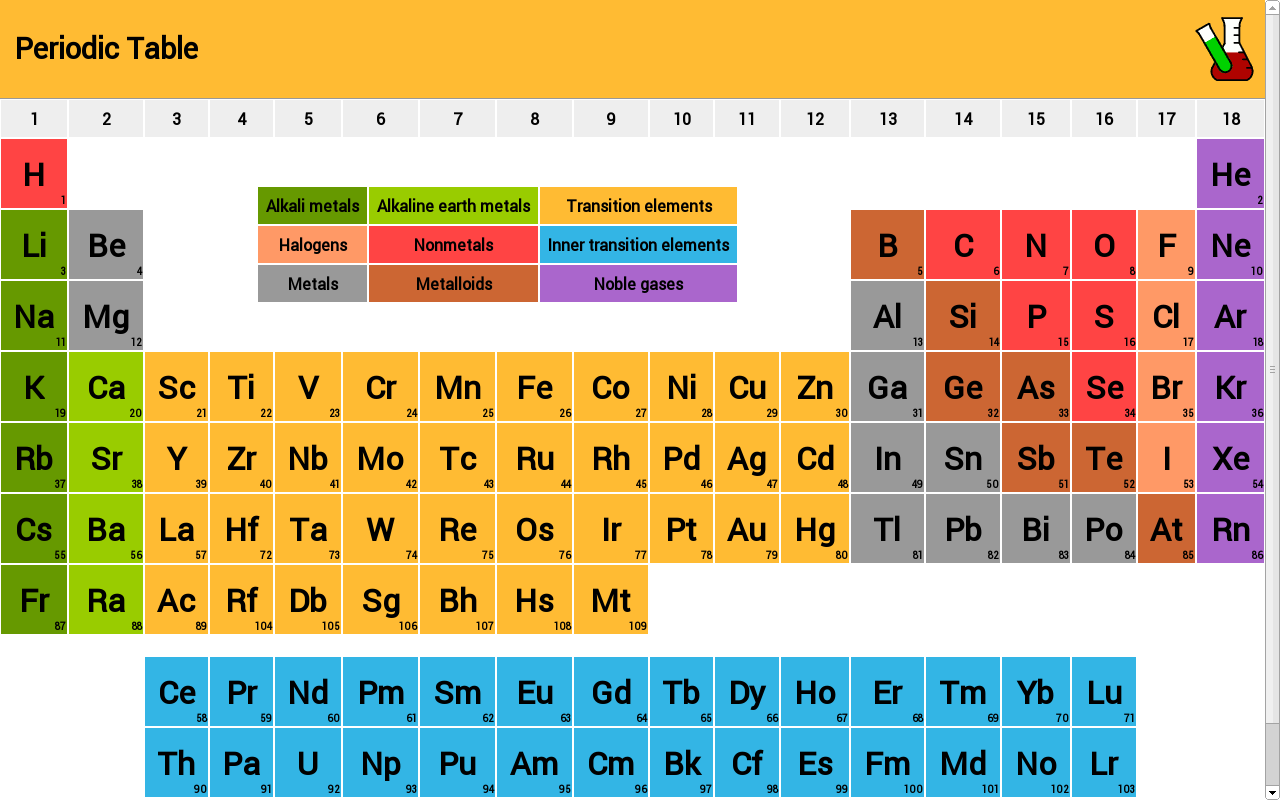 Periodic Table
1 2 3 4 5 6 7 8 9 10 11 12 13 14 15 16 17 18
H 1 He 2
Alkali metals Alkaline earth metals Transition elements
Li 3 Be 4 B 5 C 6 N 7 O 8 F 9 Ne 10
Halogens Nonmetals Inner transition elements
Metals Metalloids Noble gases
Na 11 Mg 12 Al 13 Si 14 P 15 S 16 Cl 17 Ar 18
K 19 Ca 20 Sc 21 Ti 22 V 23 Cr 24 Mn 25 Fe 26 Co 27 Ni 28 Cu 29 Zn 30 Ga 31 Ge 32 As 33 Se 34 Br 35 Kr 36
Rb 37 Sr 38 Y 39 Zr 40 Nb 41 Mo 42 Tc 43 Ru 44 Rh 45 Pd 46 Ag 47 Cd 48 In 49 Sn 50 Sb 51 Te 52 I 53 Xe 54
Cs 55 Ba 56 La 57 Hf 72 Ta 73 W 74 Re 75 Os 76 Ir 77 Pt 78 Au 79 Hg 80 Tl 81 Pb 82 Bi 83 Po 84 At 85 Rn 86
Fr 87 Ra 88 Ac 89 Rf 104 Db 105 Sg 106 Bh 107 Hs 108 Mt 109
Ce 58 Pr 59 Nd 60 Pm 61 Sm 62 Eu 63 Gd 64 Tb 65 Dy 66 Ho 67 Er 68 Tm 69 Yb 70 Lu 71
Th 90 Pa 91 U 92 Np 93 Pu 94 Am 95 Cm 96 Bk 97 Cf 98 Es 99 Fm 100 Md 101 No 102 Lr 103